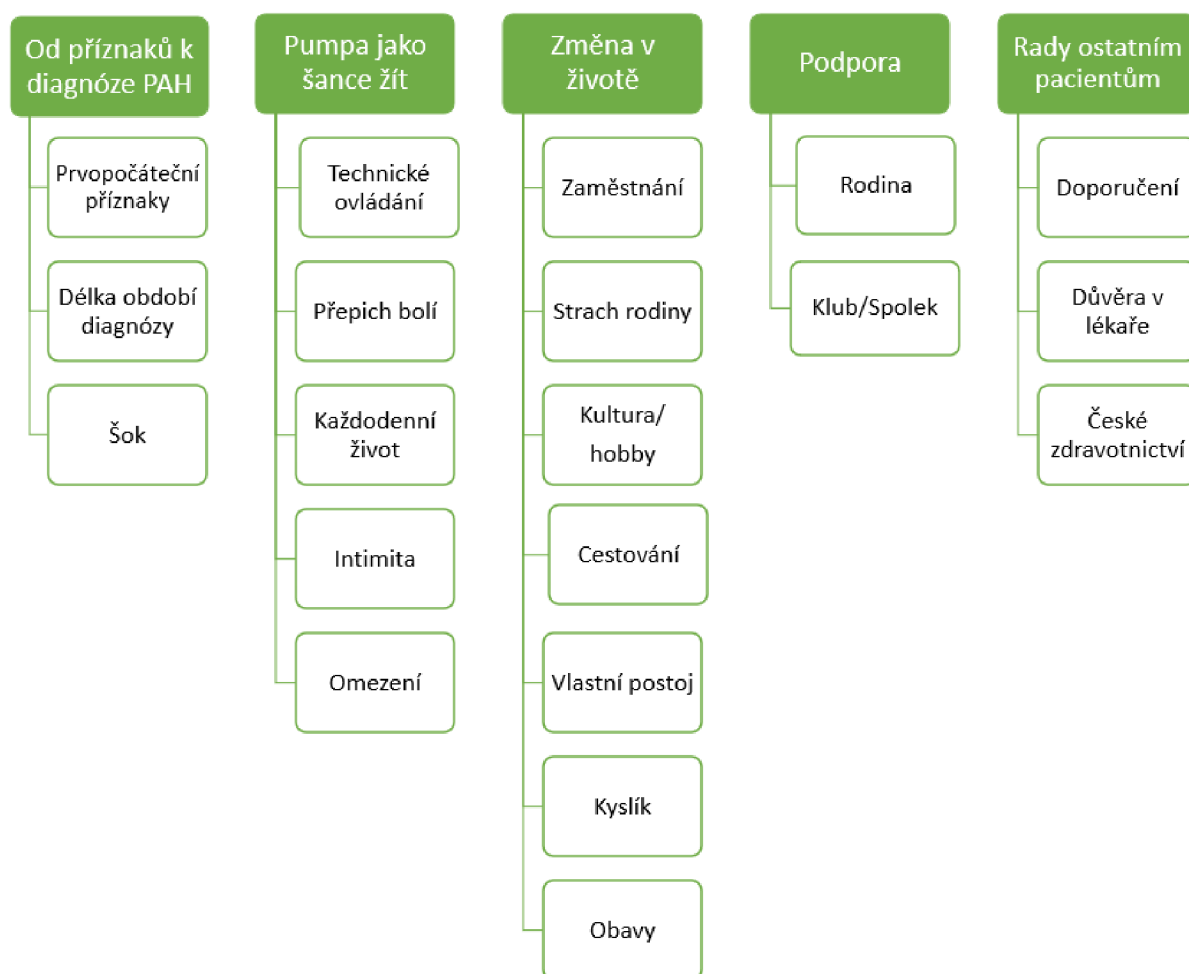 Od příznaků k
diagnóze PAH
Prvopočáteční
příznaky
Délka období
diagnózy
Šok
Pumpa jako
šance žít
Technické
ovládání
Přepich bolí
Každodenní
život
Intimita
Omezení
Změna v
životě
Zaměstnání
Strach rodiny
Kultura/
hobby
Cestování
Vlastní postoj
Kyslík
Obavy
Podpora
Rodina
Klub/Spolek
Rady ostatním
pacientům
Doporučení
Důvěra v
lékaře
České
zdravotnictví